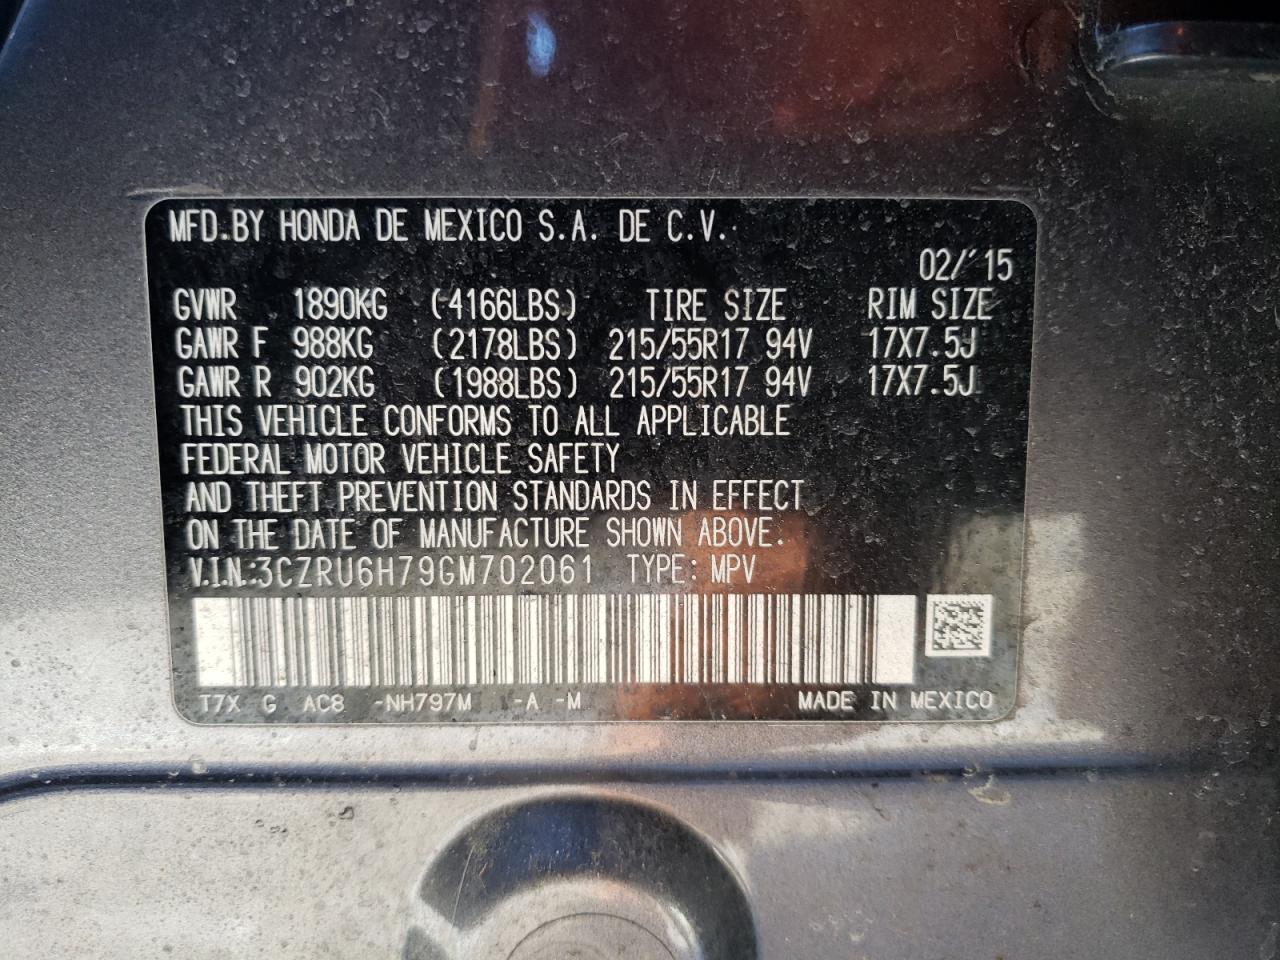 MFD.BY HONDA DE MEXICO S.A. DE C.V.
02/'15
GVWR 1890KG (4166LBS) TIRE SIZE RIM SIZE
GAWR F 988KG (2178LBS) 215/55R17 94V 17X7.5J
GAWR R 902KG (1988LBS) 215/55R17 94V 17X7.5J
THIS VEHICLE CONFORMS TO ALL APPLICABLE
FEDERAL MOTOR VEHICLE SAFETY
AND THEFT PREVENTION STANDARDS IN EFFECT
ON THE DATE OF MANUFACTURE SHOWN ABOVE.
V.I.N.:3CZRU6H79GM702061 TYPE: MPV
T7X G AC8 -NH797M -A -M MADE IN MEXICO